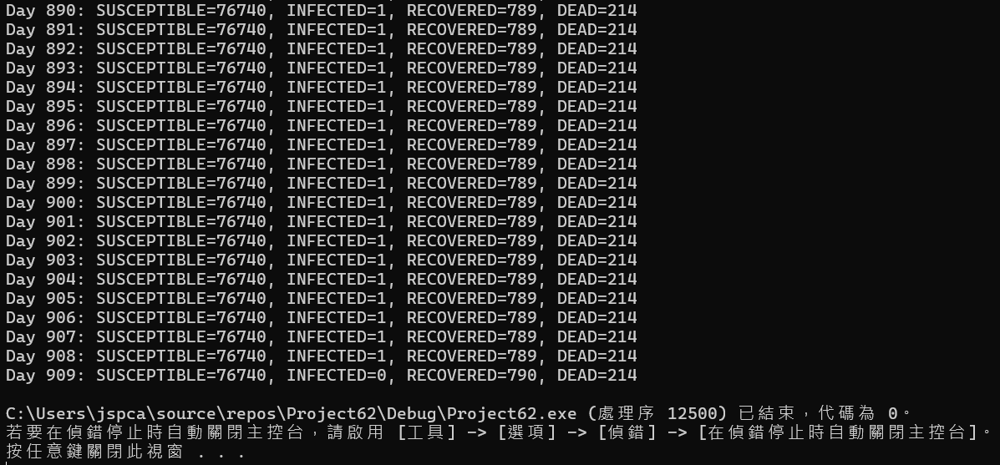 Day 890: SUSCEPTIBLE=76740, INFECTED=1, RECOVERED=789, DEAD=214
Day 891: SUSCEPTIBLE=76740, INFECTED=1, RECOVERED=789, DEAD=214
Day 892: SUSCEPTIBLE=76740, INFECTED=1, RECOVERED=789, DEAD=214
Day 893: SUSCEPTIBLE=76740, INFECTED=1, RECOVERED=789, DEAD=214
Day 894: SUSCEPTIBLE=76740, INFECTED=1, RECOVERED=789, DEAD=214
Day 895: SUSCEPTIBLE=76740, INFECTED=1, RECOVERED=789, DEAD=214
Day 896: SUSCEPTIBLE=76740, INFECTED=1, RECOVERED=789, DEAD=214
Day 897: SUSCEPTIBLE=76740, INFECTED=1, RECOVERED=789, DEAD=214
Day 898: SUSCEPTIBLE=76740, INFECTED=1, RECOVERED=789, DEAD=214
Day 899: SUSCEPTIBLE=76740, INFECTED=1, RECOVERED=789, DEAD=214
Day 900: SUSCEPTIBLE=76740, INFECTED=1, RECOVERED=789, DEAD=214
Day 901: SUSCEPTIBLE=76740, INFECTED=1, RECOVERED=789, DEAD=214
Day 902: SUSCEPTIBLE=76740, INFECTED=1, RECOVERED=789, DEAD=214
Day 903: SUSCEPTIBLE=76740, INFECTED=1, RECOVERED=789, DEAD=214
Day 904: SUSCEPTIBLE=76740, INFECTED=1, RECOVERED=789, DEAD=214
Day 905: SUSCEPTIBLE=76740, INFECTED=1, RECOVERED=789, DEAD=214
Day 906: SUSCEPTIBLE=76740, INFECTED=1, RECOVERED=789, DEAD=214
Day 907: SUSCEPTIBLE=76740, INFECTED=1, RECOVERED=789, DEAD=214
Day 908: SUSCEPTIBLE=76740, INFECTED=1, RECOVERED=789, DEAD=214
Day 909: SUSCEPTIBLE=76740, INFECTED=0, RECOVERED=790, DEAD=214
C:\Users\jspca\source\repos\Project62\Debug\Project62.exe (處理序 12500) 已結束，代碼為 0。
若要在偵錯停止時自動關閉主控台，請啟用 [工具] -> [選項] -> [偵錯] -> [在偵錯停止時自動關閉主控台]。
按任意鍵關閉此視窗 . . .